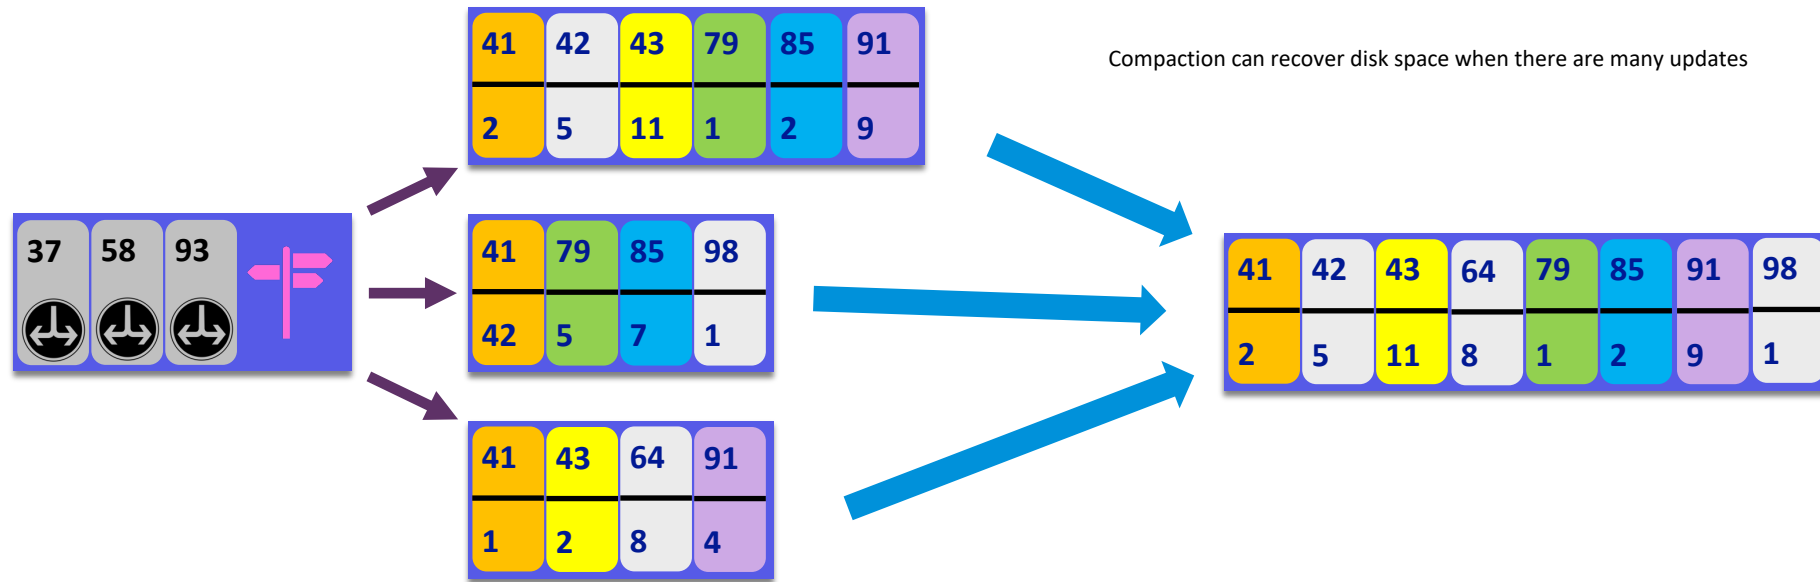 Compaction can recover disk space when there are many updates
41 42 43 79 85 91
2 5 11 1 2 9
37 58 93
41 79 85 98
42 5 7 1
41 43 64 91
1 2 8 4
41 42 43 64 79 85 91 98
2 5 11 8 1 2 9 1